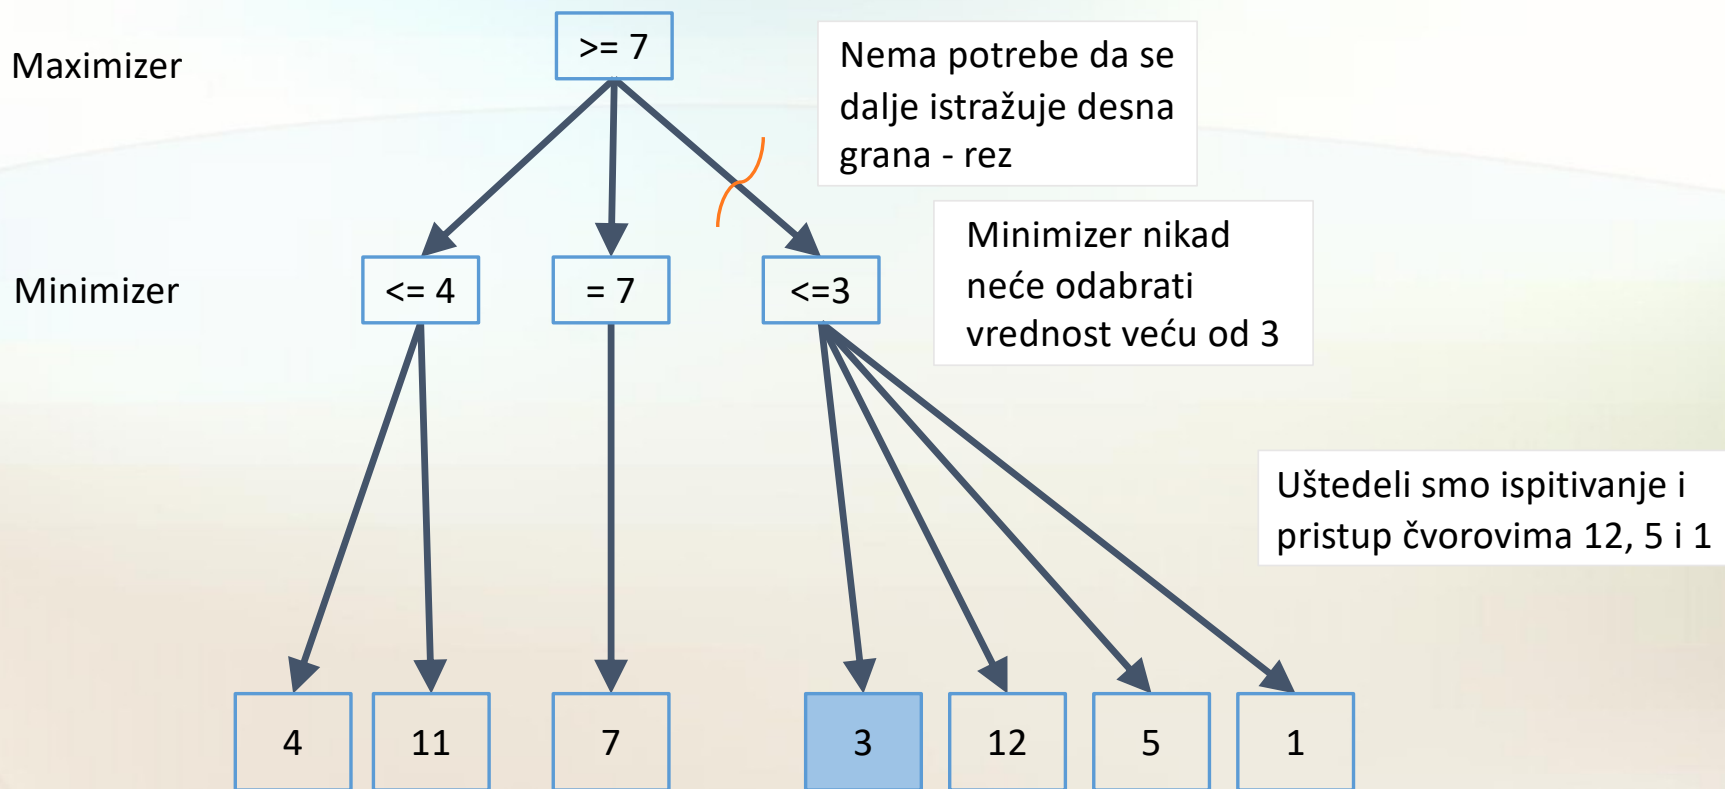 Maximizer
>= 7
Nema potrebe da se
dalje istražuje desna
grana - rez
Minimizer
<= 4
= 7
<=3
Minimizer nikad
neće odabrati
vrednost veću od 3
Uštedeli smo ispitivanje i
pristup čvorovima 12, 5 i 1
4
11
7
3
12
5
1